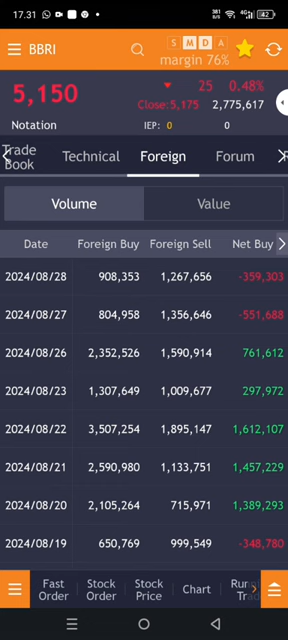 17.31 381 B/s 4G 42
BBRI S M D A
margin 76%
5,150 25 0.48%
Close:5,175 2,775,617
Notation IEP: 0 0
Trade Book Technical Foreign Forum
Volume Value
Date Foreign Buy Foreign Sell Net Buy
2024/08/28 908,353 1,267,656 -359,303
2024/08/27 804,958 1,356,646 -551,688
2024/08/26 2,352,526 1,590,914 761,612
2024/08/23 1,307,649 1,009,677 297,972
2024/08/22 3,507,254 1,895,147 1,612,107
2024/08/21 2,590,980 1,133,751 1,457,229
2024/08/20 2,105,264 715,971 1,389,293
2024/08/19 650,769 999,549 -348,780
Fast Stock Stock Chart
Order Order Price